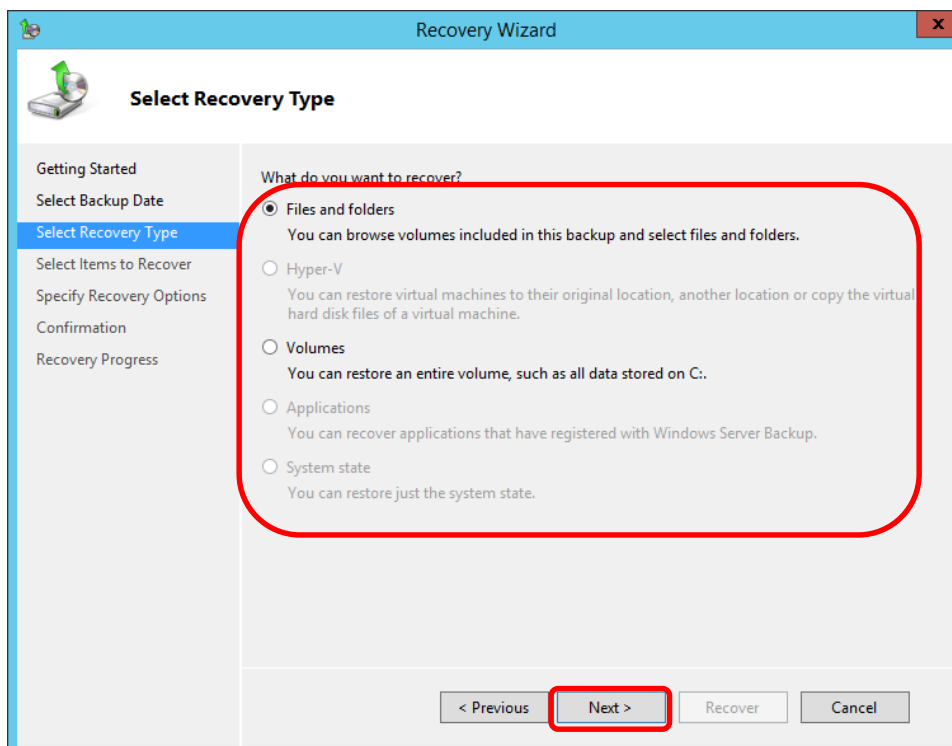 Recovery Wizard
x
Select Recovery Type
Getting Started
Select Backup Date
Select Recovery Type
Select Items to Recover
Specify Recovery Options
Confirmation
Recovery Progress
What do you want to recover?
Files and folders
You can browse volumes included in this backup and select files and folders.
Hyper-V
You can restore virtual machines to their original location, another location or copy the virtual
hard disk files of a virtual machine.
Volumes
You can restore an entire volume, such as all data stored on C:.
Applications
You can recover applications that have registered with Windows Server Backup.
System state
You can restore just the system state.
< Previous
Next >
Recover
Cancel